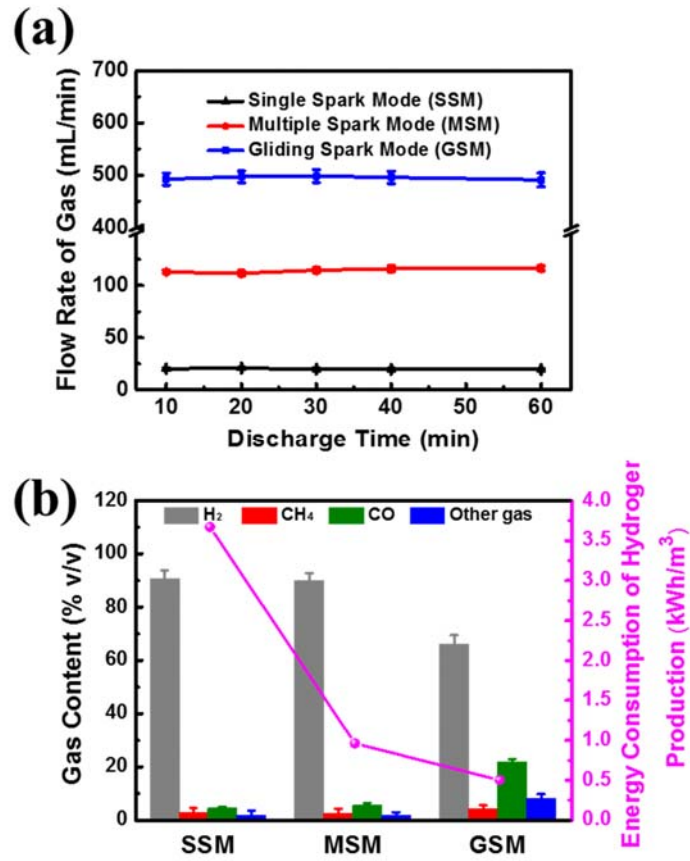 (a)
700
600
500
400
100
50
0
Flow Rate of Gas (mL/min)
Single Spark Mode (SSM)
Multiple Spark Mode (MSM)
Gliding Spark Mode (GSM)
10 20 30 40 50 60
Discharge Time (min)
(b)
120
100
80
60
40
20
0
Gas Content (% v/v)
H₂ CH₄ CO Other gas
4.0
3.5
3.0
2.5
2.0
1.5
1.0
0.5
0.0
Energy Consumption of Hydroger
Production (kWh/m³)
SSM MSM GSM